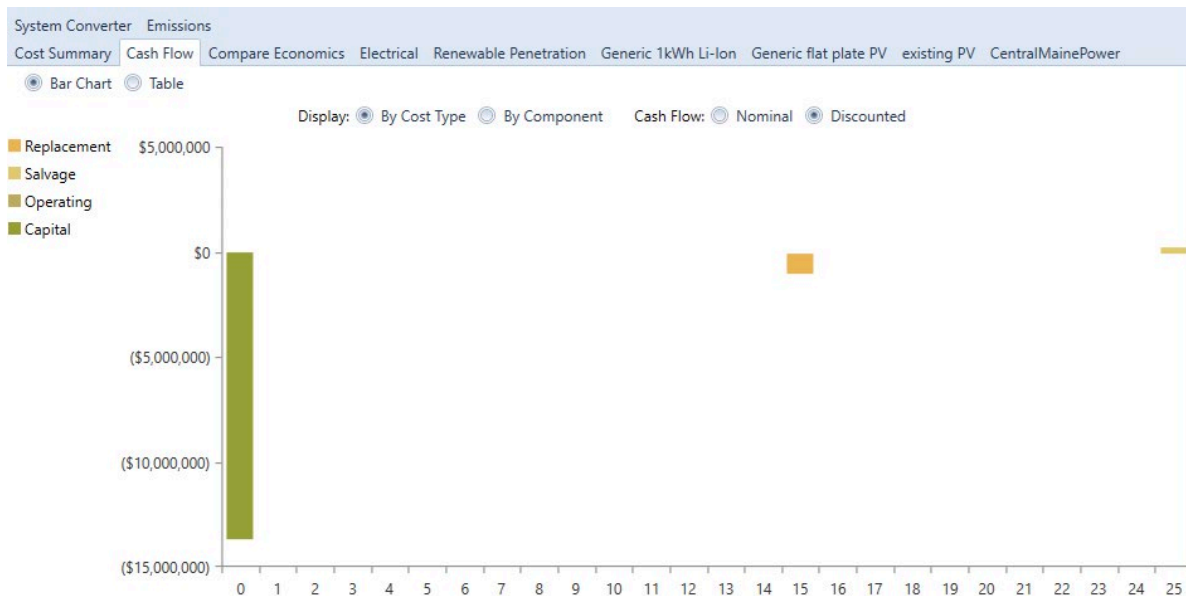 System Converter Emissions
Cost Summary Cash Flow Compare Economics Electrical Renewable Penetration Generic 1kWh Li-Ion Generic flat plate PV existing PV CentralMainePower
Bar Chart Table
Display: By Cost Type By Component Cash Flow: Nominal Discounted
Replacement
Salvage
Operating
Capital
$5,000,000
$0
($5,000,000)
($10,000,000)
($15,000,000)
0 1 2 3 4 5 6 7 8 9 10 11 12 13 14 15 16 17 18 19 20 21 22 23 24 25